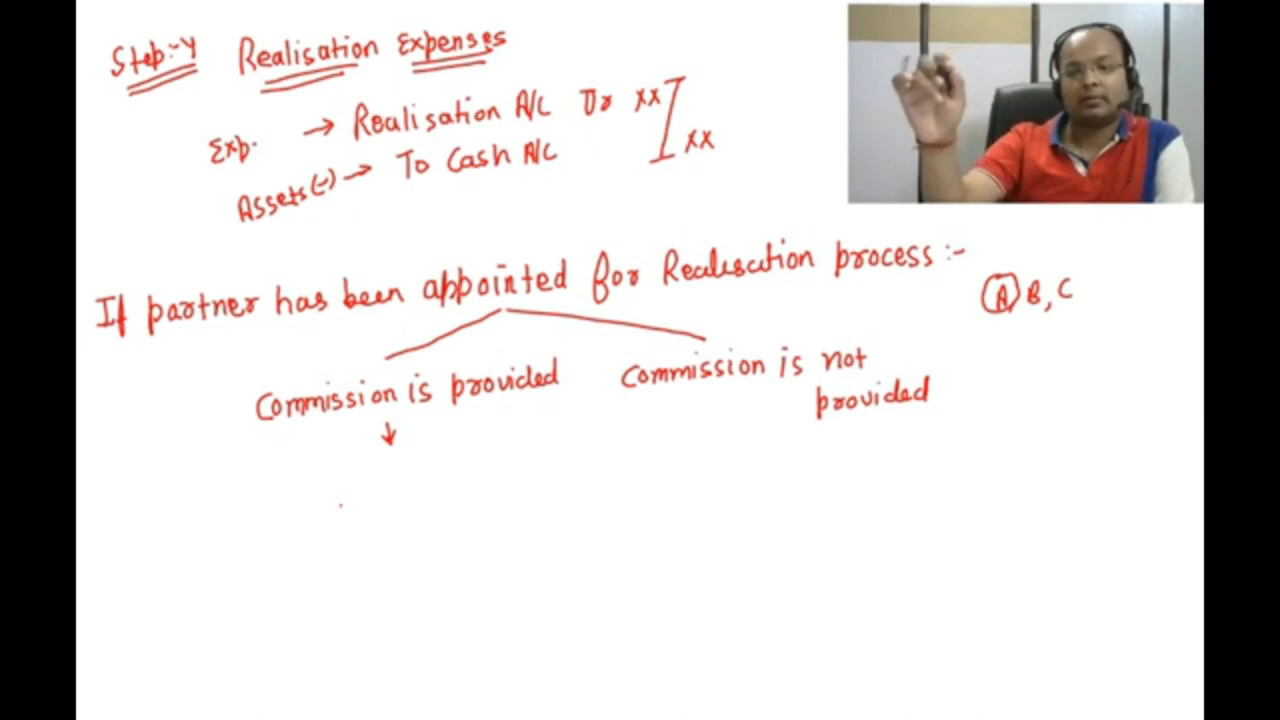 Step:-4 Realisation Expenses
Exp. → Realisation A/C Dr xx
Assets(-) → To Cash A/C xx
If partner has been appointed for Realisation process :-
A B, C
Commission is provided
Commission is not provided